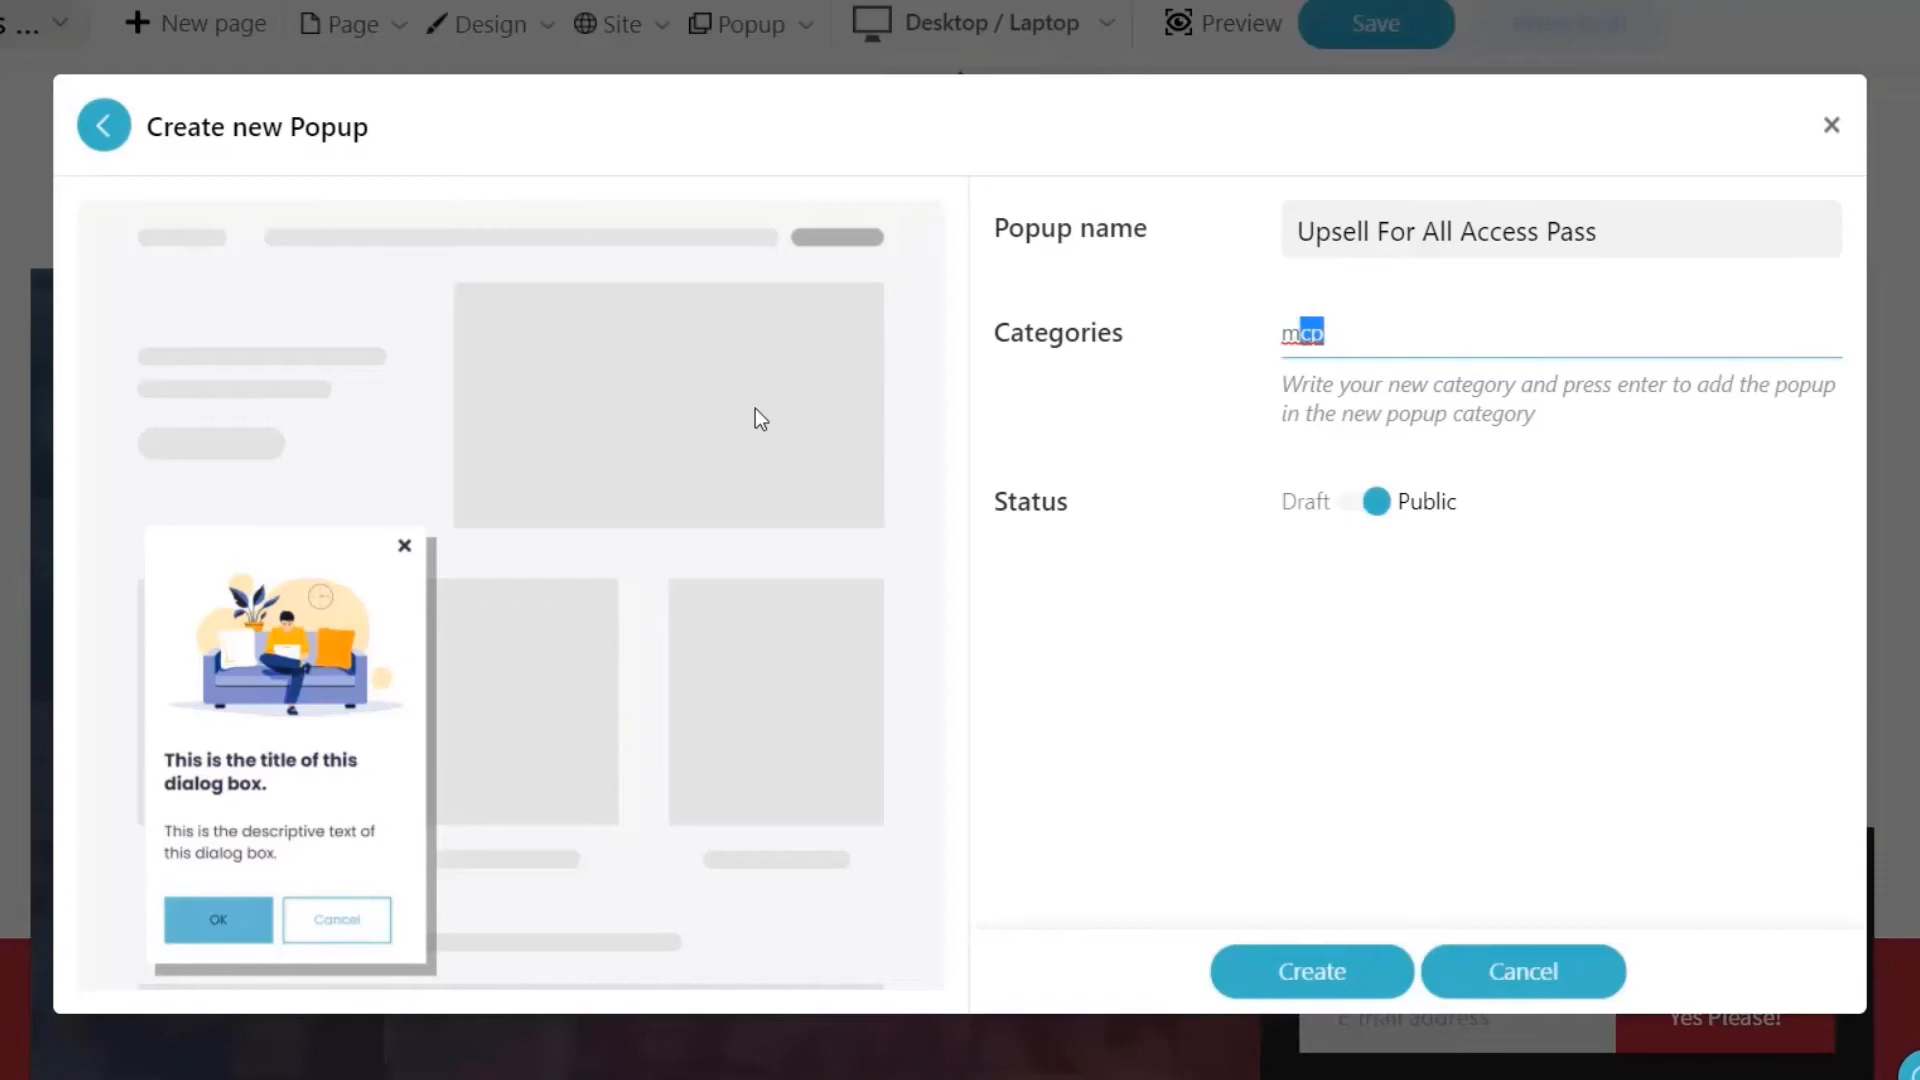 s ...
New page
Page
Design
Site
Popup
Desktop / Laptop
Preview
Save
Create new Popup
Popup name
Upsell For All Access Pass
Categories
mcp
Write your new category and press enter to add the popup
in the new popup category
Status
Draft
Public
This is the title of this
dialog box.
This is the descriptive text of
this dialog box.
OK
Cancel
Create
Cancel
E-mail address
Yes Please!